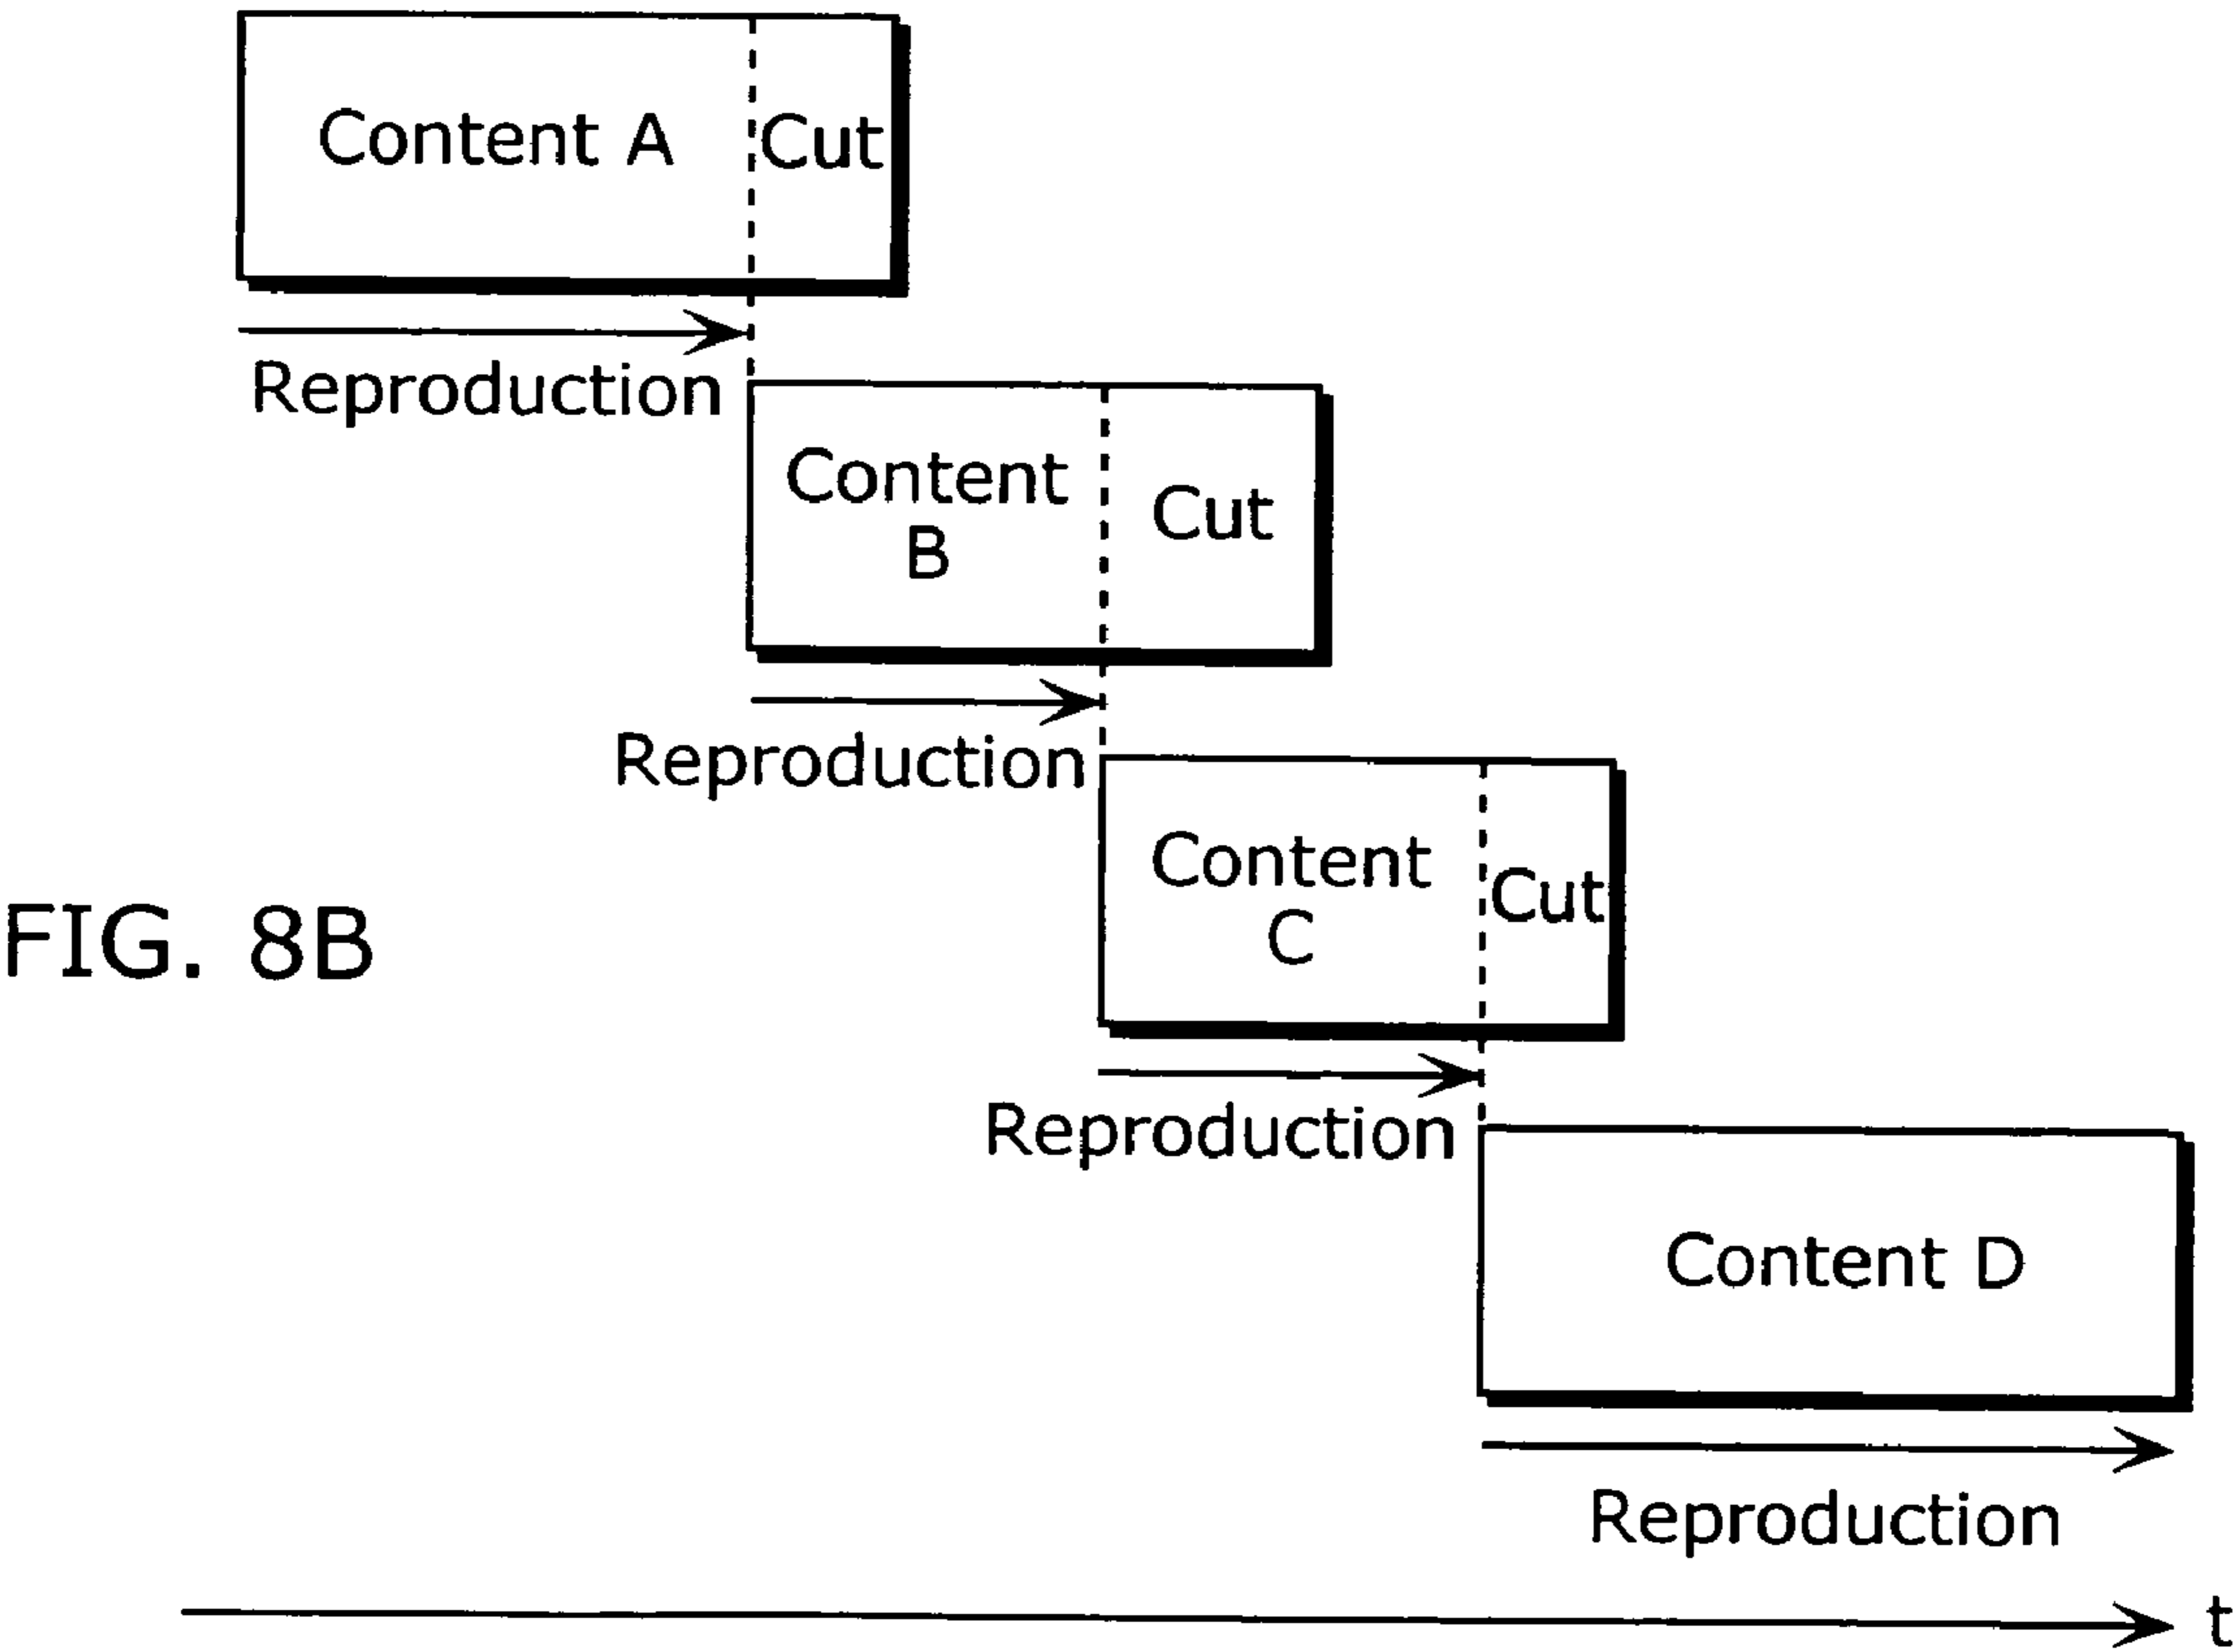 Content A
Cut
Reproduction
Content
B
Cut
Reproduction
Content
C
Cut
FIG. 8B
Reproduction
Content D
Reproduction
t